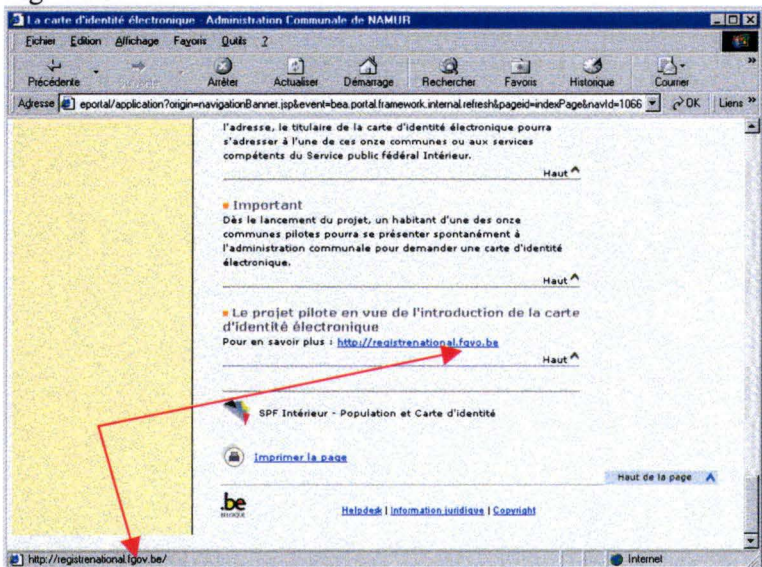 La carte d'identité électronique - Administration Communale de NAMUR
Fichier Edition Affichage Favoris Outils ?
Précédente Arrêter Actualiser Démarrage Rechercher Favoris Historique Courrier »
Adresse eportal/application?origin=navigationBanner.jsp&event=bea.portal.framework.internal.refresh&pageid=indexPage&navId=1066 OK Liens »
l'adresse, le titulaire de la carte d'identité électronique pourra
s'adresser à l'une de ces onze communes ou aux services
compétents du Service public fédéral Intérieur.
Haut
Important
Dès le lancement du projet, un habitant d'une des onze
communes pilotes pourra se présenter spontanément à
l'administration communale pour demander une carte d'identité
électronique.
Haut
Le projet pilote en vue de l'introduction de la carte
d'identité électronique
Pour en savoir plus : http://registrenational.fgvo.be
Haut
SPF Intérieur - Population et Carte d'identité
Imprimer la page
Haut de la page
.be
Helpdesk | Information juridique | Copyright
http://registrenational.fgov.be/
Internet